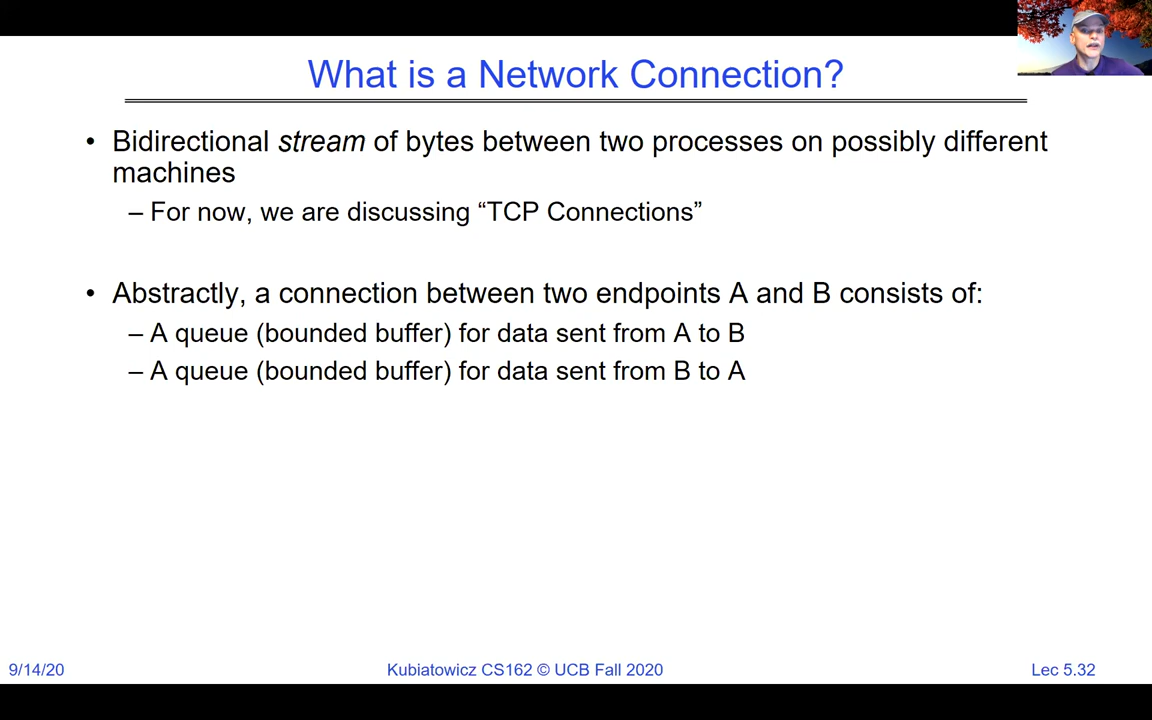 What is a Network Connection?
• Bidirectional stream of bytes between two processes on possibly different
machines
– For now, we are discussing “TCP Connections”
• Abstractly, a connection between two endpoints A and B consists of:
– A queue (bounded buffer) for data sent from A to B
– A queue (bounded buffer) for data sent from B to A
9/14/20
Kubiatowicz CS162 © UCB Fall 2020
Lec 5.32